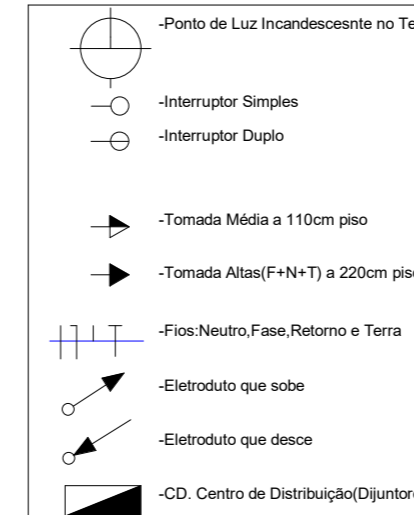 -Ponto de Luz Incandescesnte no Te
-Interruptor Simples
-Interruptor Duplo
-Tomada Média a 110cm piso
-Tomada Altas(F+N+T) a 220cm piso
-Fios:Neutro,Fase,Retorno e Terra
-Eletroduto que sobe
-Eletroduto que desce
-CD. Centro de Distribuição(Dijuntore